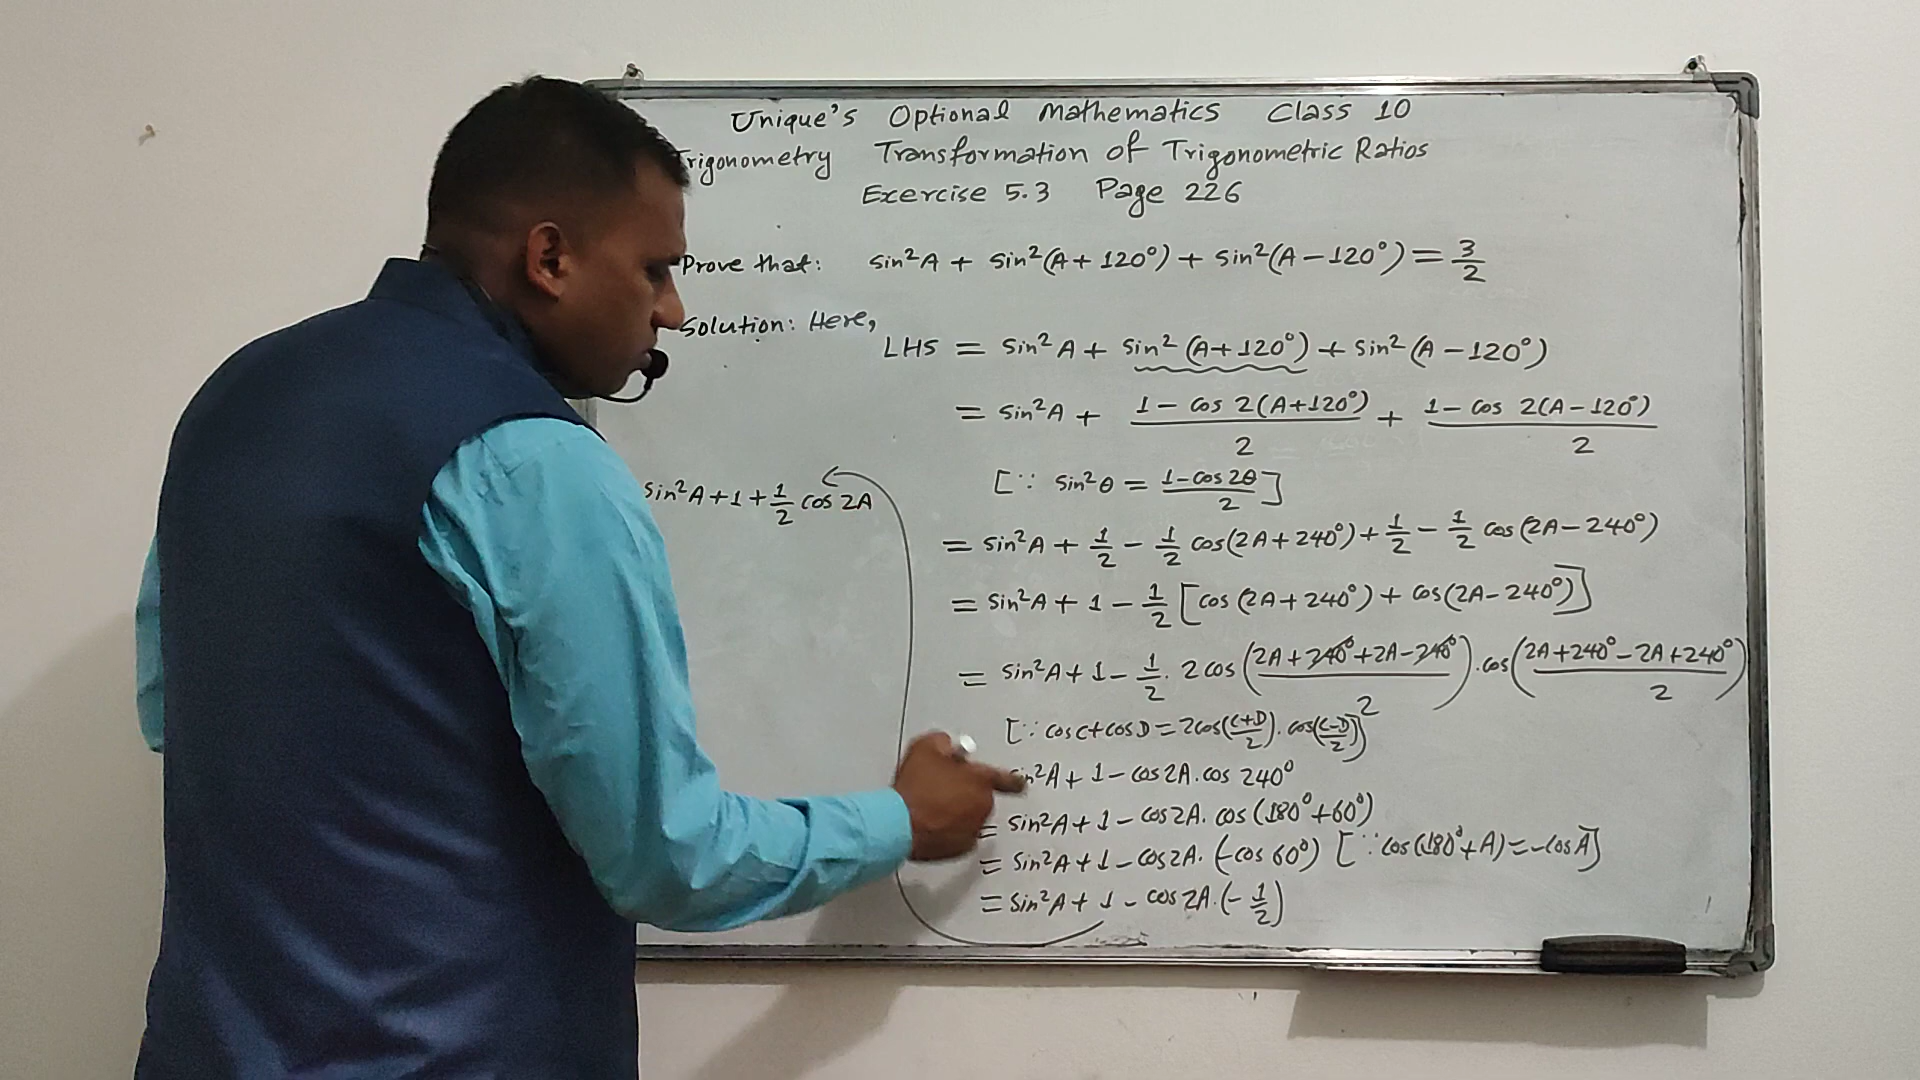 Unique's Optional Mathematics Class 10
Trigonometry Transformation of Trigonometric Ratios
Exercise 5.3 Page 226
Prove that: sin²A + sin²(A + 120°) + sin²(A − 120°) = 3/2
Solution: Here,
LHS = sin²A + sin²(A + 120°) + sin²(A − 120°)
= sin²A + (1 − cos 2(A+120°))/2 + (1 − cos 2(A−120°))/2
[∵ sin²θ = (1−cos2θ)/2]
= sin²A + 1/2 − 1/2 cos(2A+240°) + 1/2 − 1/2 cos(2A−240°)
= sin²A + 1 − 1/2 [cos(2A+240°) + cos(2A−240°)]
= sin²A + 1 − 1/2 . 2cos((2A+240°+2A−240°)/2).cos((2A+240°−2A+240°)/2)
[∵ cosC+cosD = 2cos((C+D)/2).cos((C−D)/2)]
sin²A + 1 − cos2A.cos 240°
= sin²A + 1 − cos2A. cos(180°+60°)
= sin²A + 1 − cos2A. (−cos 60°) [∵ cos(180°+A) = −cosA]
= sin²A + 1 − cos2A.(−1/2)
sin²A + 1 + 1/2 cos 2A